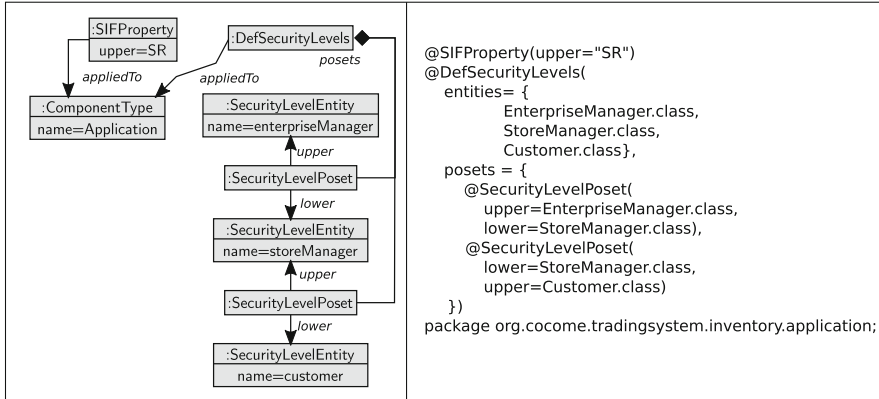 :SIFProperty
upper=SR
:DefSecurityLevels
posets
appliedTo
appliedTo
:ComponentType
name=Application
:SecurityLevelEntity
name=enterpriseManager
upper
:SecurityLevelPoset
lower
:SecurityLevelEntity
name=storeManager
upper
:SecurityLevelPoset
lower
:SecurityLevelEntity
name=customer
@SIFProperty(upper="SR")
@DefSecurityLevels(
entities= {
EnterpriseManager.class,
StoreManager.class,
Customer.class},
posets = {
@SecurityLevelPoset(
upper=EnterpriseManager.class,
lower=StoreManager.class),
@SecurityLevelPoset(
lower=StoreManager.class,
upper=Customer.class)
})
package org.cocome.tradingsystem.inventory.application;